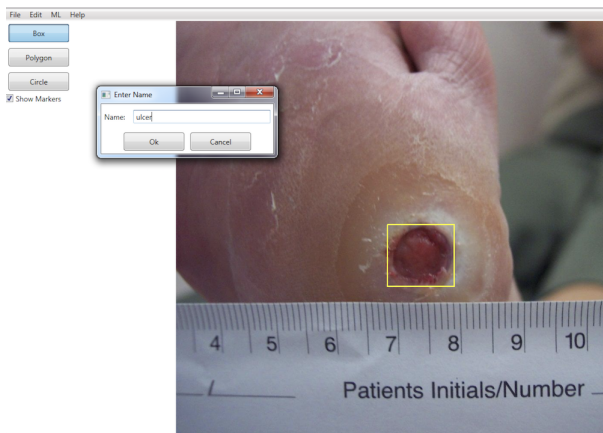 File Edit ML Help
Box
Polygon
Circle
Show Markers
Enter Name
Name: ulcer
Ok Cancel
4 5 6 7 8 9 10
Patients Initials/Number